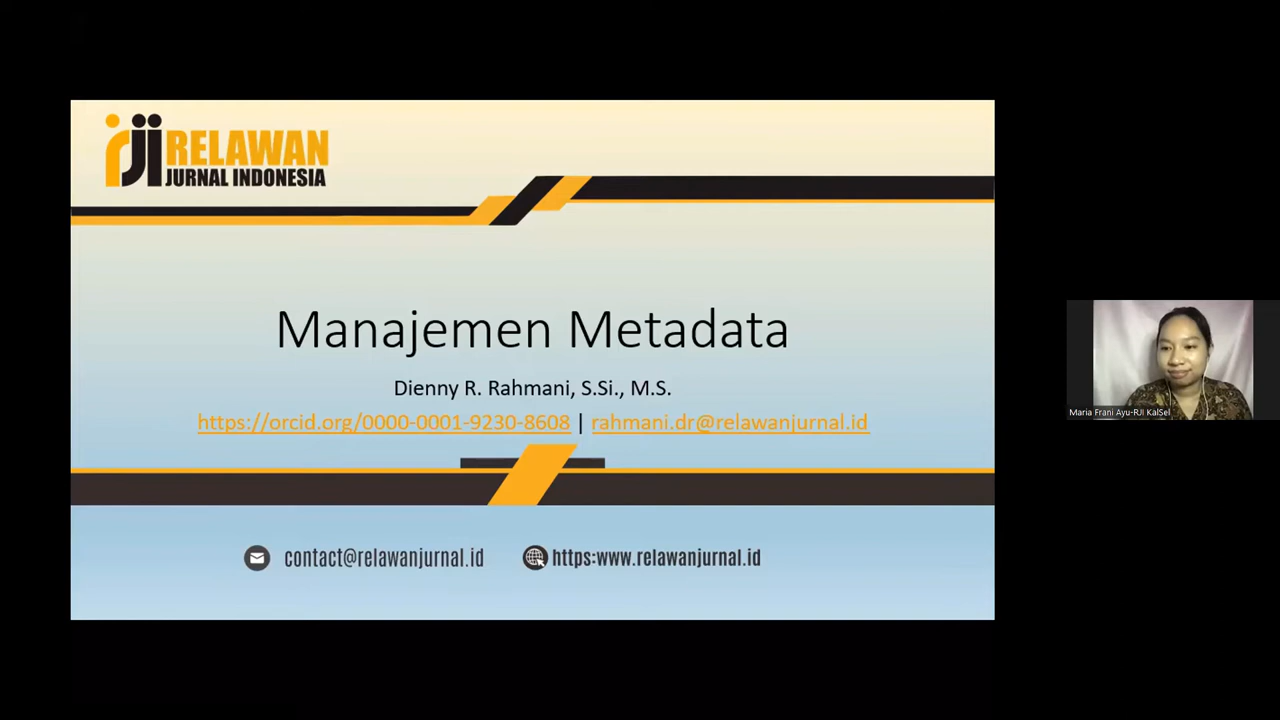 RELAWAN
JURNAL INDONESIA
Manajemen Metadata
Dienny R. Rahmani, S.Si., M.S.
https://orcid.org/0000-0001-9230-8608 | rahmani.dr@relawanjurnal.id
contact@relawanjurnal.id
https:www.relawanjurnal.id
Maria Frani Ayu-RJI KalSel